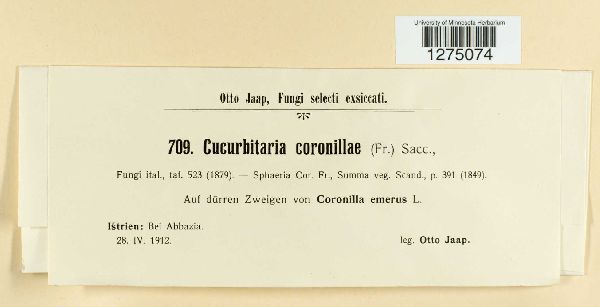 University of Minnesota Herbarium
1275074
Otto Jaap, Fungi selecti exsiccati.
709. Cucurbitaria coronillae (Fr.) Sacc.,
Fungi ital., taf. 523 (1879). — Sphaeria Cor. Fr., Summa veg. Scand., p. 391 (1849).
Auf dürren Zweigen von Coronilla emerus L.
Istrien: Bei Abbazia.
28. IV. 1912.
leg. Otto Jaap.